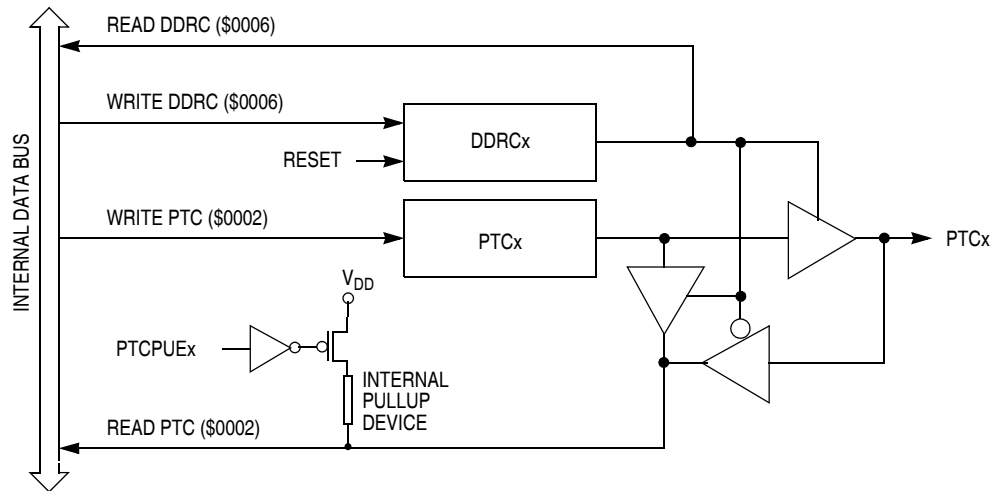 READ DDRC ($0006)
WRITE DDRC ($0006)
DDRCx
RESET
INTERNAL DATA BUS
WRITE PTC ($0002)
PTCx
PTCx
VDD
PTCPUEx
INTERNAL
PULLUP
DEVICE
READ PTC ($0002)